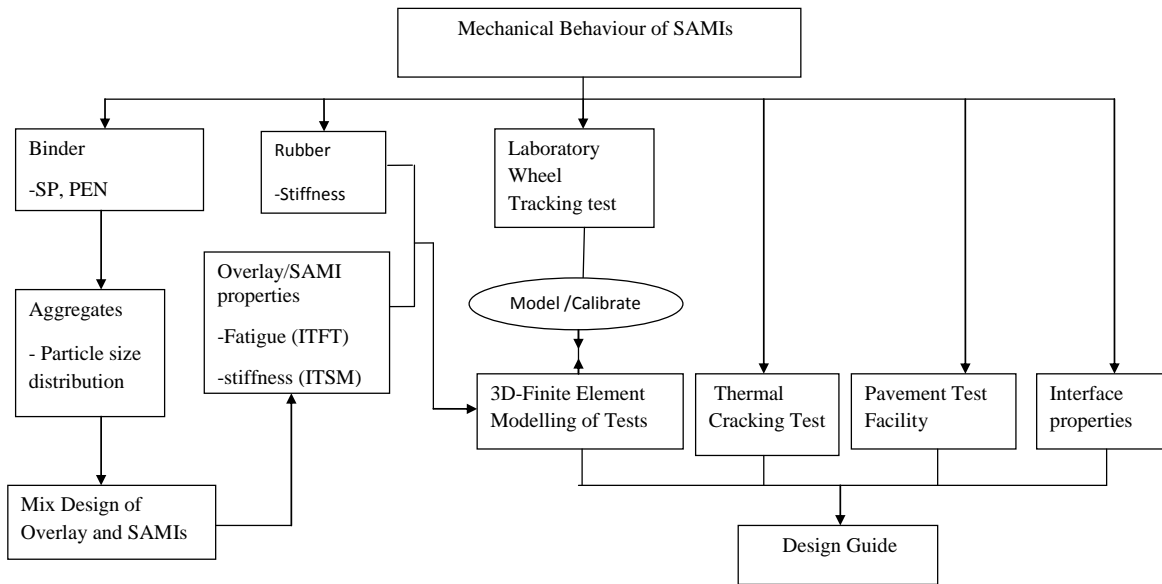 Mechanical Behaviour of SAMIs
Binder
-SP, PEN
Rubber
-Stiffness
Laboratory
Wheel
Tracking test
Overlay/SAMI
properties
-Fatigue (ITFT)
-stiffness (ITSM)
Model /Calibrate
Aggregates
- Particle size
distribution
3D-Finite Element
Modelling of Tests
Thermal
Cracking Test
Pavement Test
Facility
Interface
properties
Mix Design of
Overlay and SAMIs
Design Guide